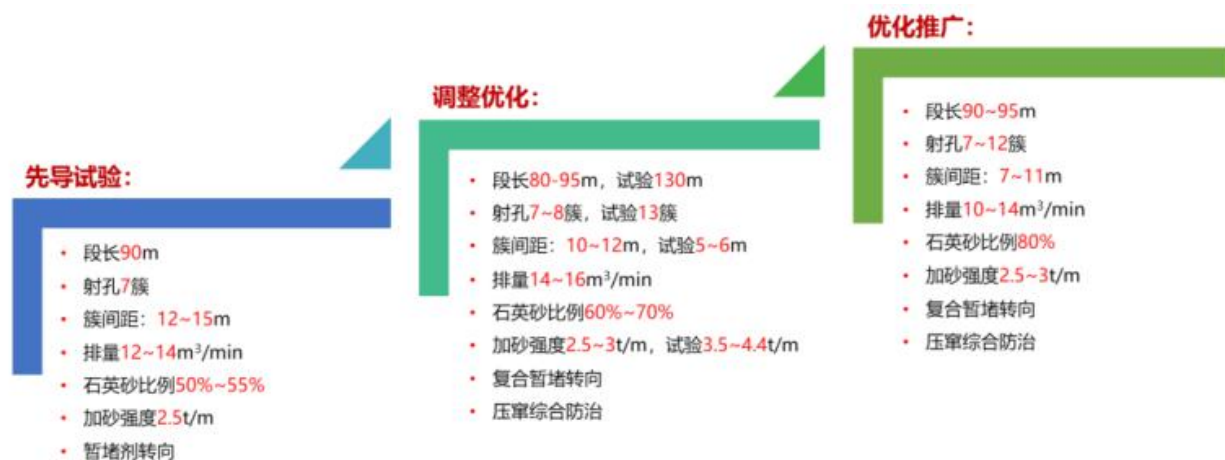 先导试验：
段长90m
射孔7簇
簇间距：12~15m
排量12~14m³/min
石英砂比例50%~55%
加砂强度2.5t/m
暂堵剂转向
调整优化：
段长80-95m，试验130m
射孔7~8簇，试验13簇
簇间距：10~12m，试验5~6m
排量14~16m³/min
石英砂比例60%~70%
加砂强度2.5~3t/m，试验3.5~4.4t/m
复合暂堵转向
压窜综合防治
优化推广：
段长90~95m
射孔7~12簇
簇间距：7~11m
排量10~14m³/min
石英砂比例80%
加砂强度2.5~3t/m
复合暂堵转向
压窜综合防治